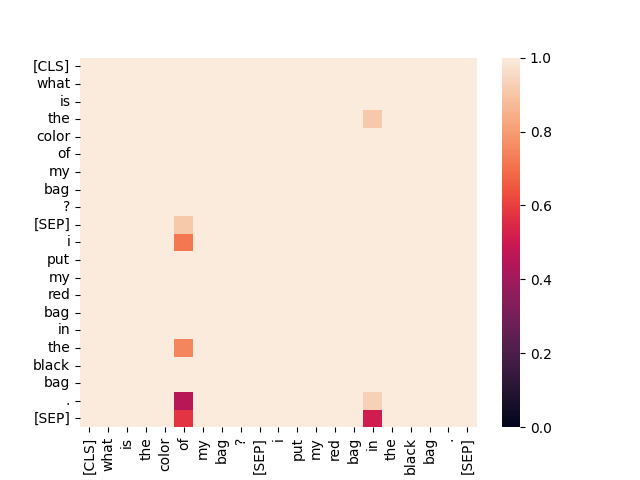 [CLS]
what
is
the
color
of
my
bag
?
[SEP]
i
put
my
red
bag
in
the
black
bag
.
[SEP]
[CLS] what is the color of my bag ? [SEP] i put my red bag in the black bag . [SEP]
1.0
0.8
0.6
0.4
0.2
0.0